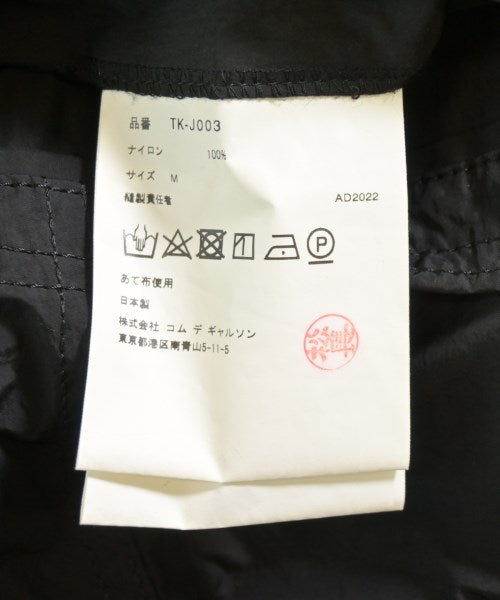 品番 TK-J003
ナイロン 100%
サイズ M
縫製責任者 AD2022
P
あて布使用
日本製
株式会社 コム デ ギャルソン
東京都港区南青山5-11-5